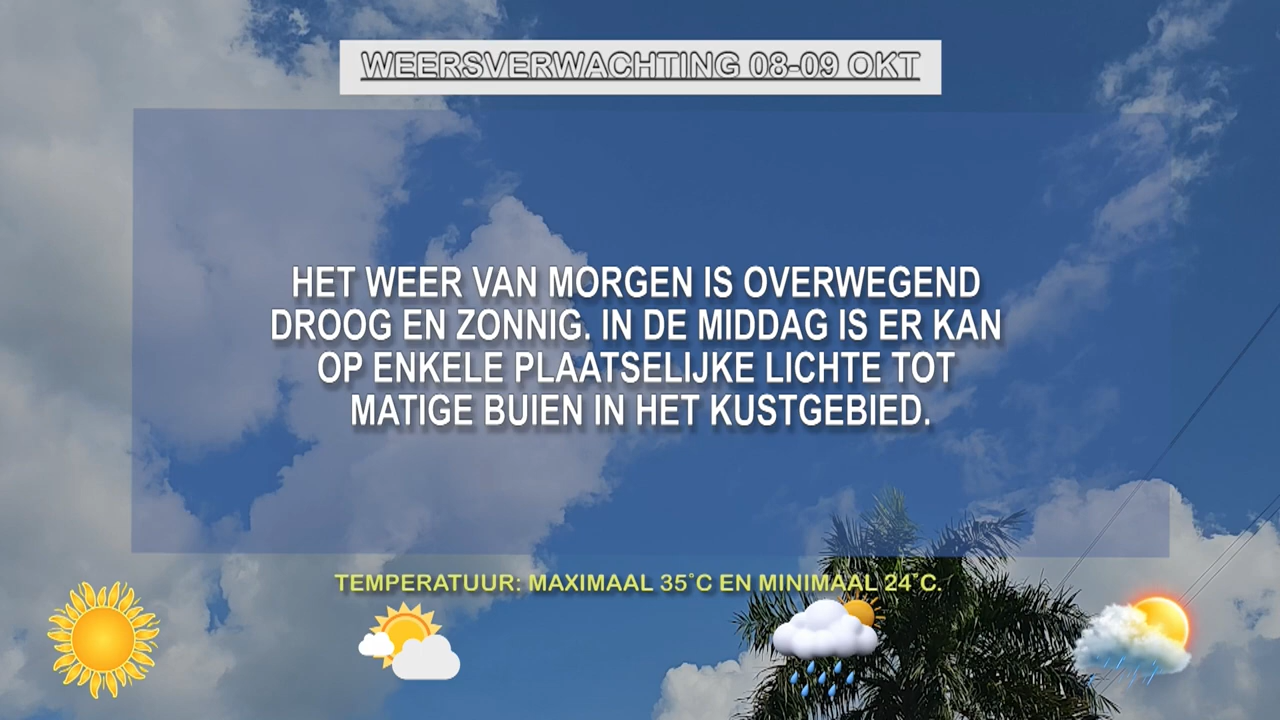 WEERSVERWACHTING 08-09 OKT
HET WEER VAN MORGEN IS OVERWEGEND
DROOG EN ZONNIG. IN DE MIDDAG IS ER KAN
OP ENKELE PLAATSELIJKE LICHTE TOT
MATIGE BUIEN IN HET KUSTGEBIED.
TEMPERATUUR: MAXIMAAL 35°C EN MINIMAAL 24°C.